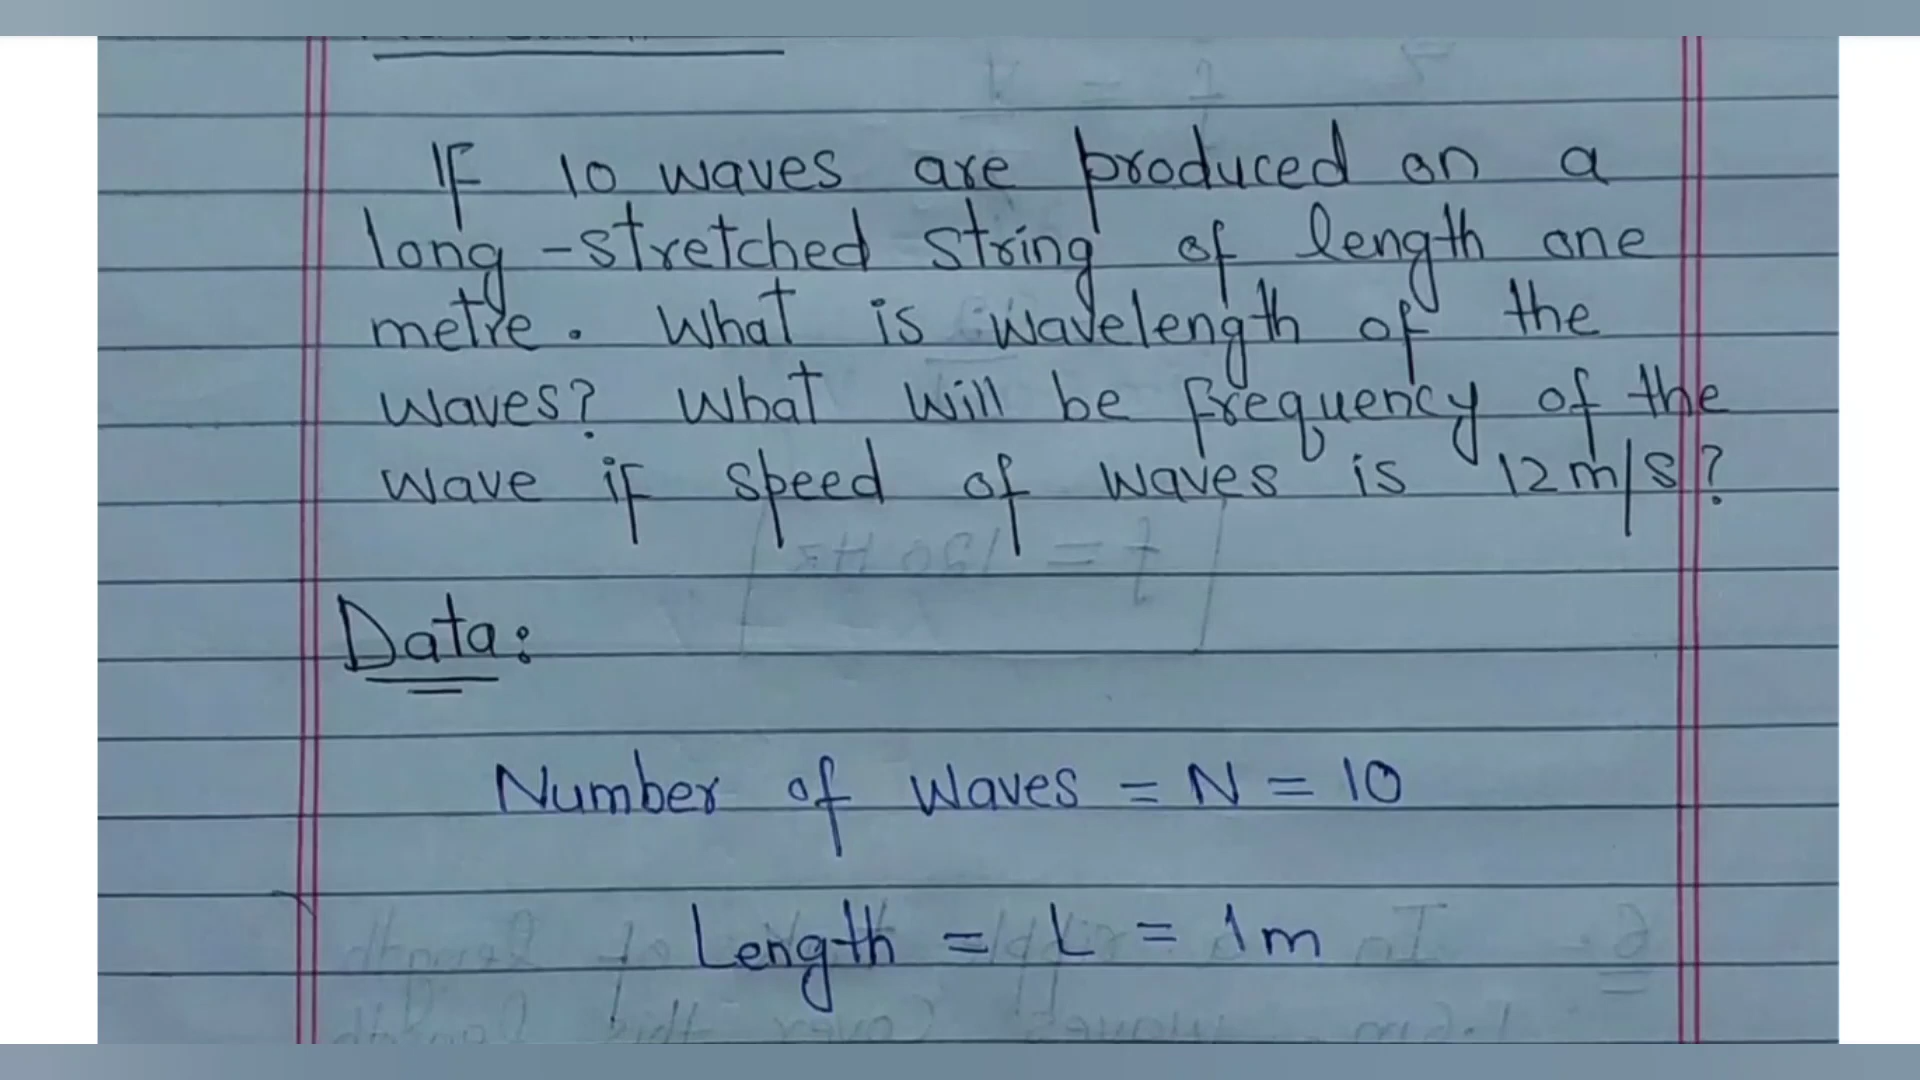 If 10 waves are produced on a
long-stretched string of length one
metre. What is wavelength of the
waves? What will be frequency of the
wave if speed of waves is 12 m/s?
Data:
Number of waves = N = 10
Length = L = 1m